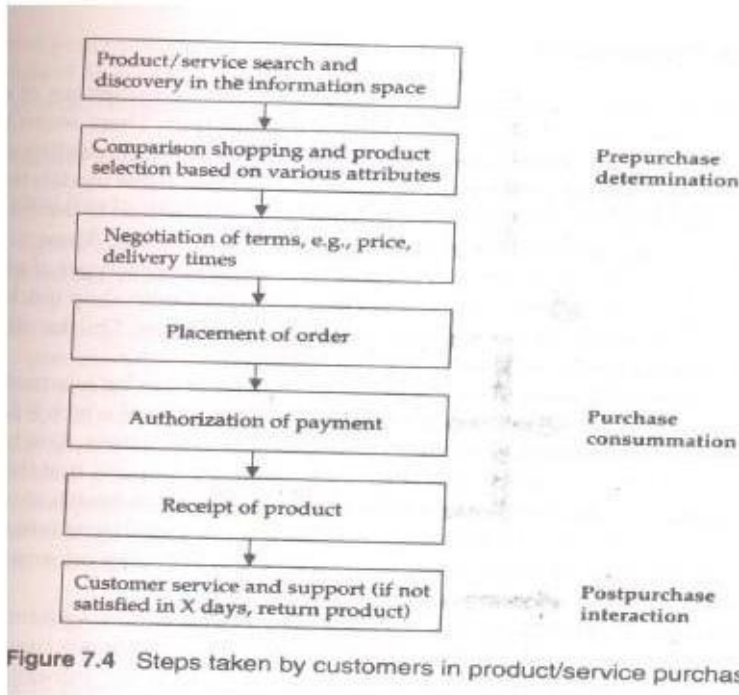 Product/service search and
discovery in the information space
Comparison shopping and product
selection based on various attributes
Prepurchase
determination
Negotiation of terms, e.g., price,
delivery times
Placement of order
Authorization of payment
Purchase
consummation
Receipt of product
Customer service and support (if not
satisfied in X days, return product)
Postpurchase
interaction
Figure 7.4 Steps taken by customers in product/service purchas